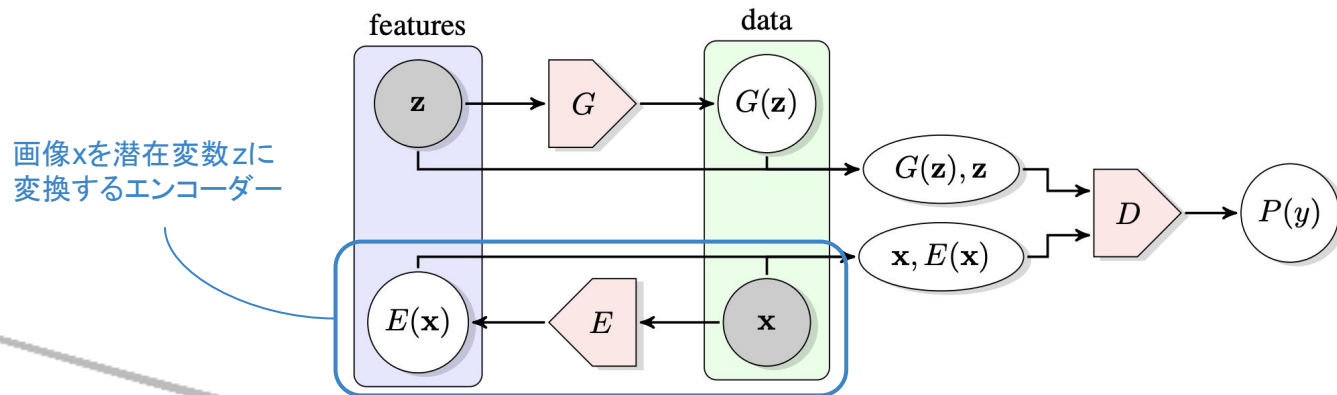 features
data
z
G
G(z)
画像xを潜在変数zに
変換するエンコーダー
G(z), z
D
P(y)
x, E(x)
E(x)
E
x